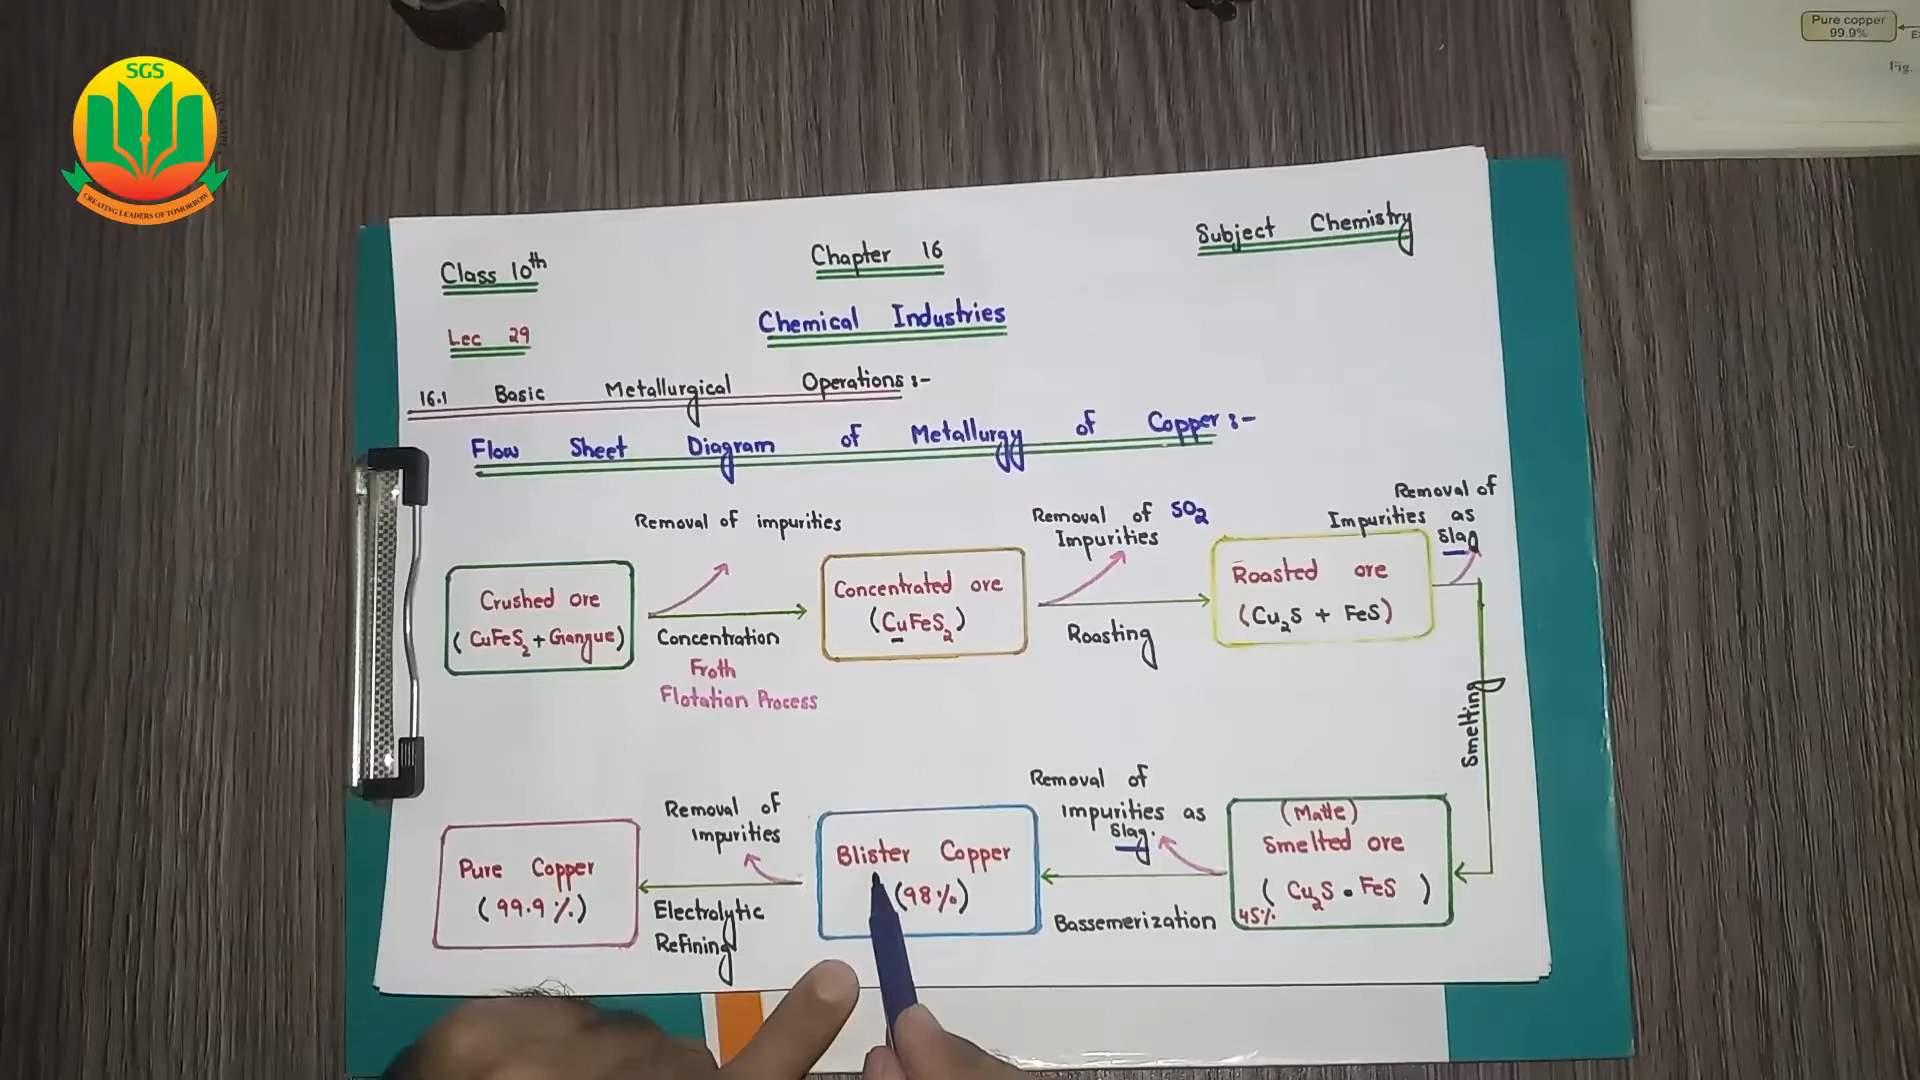 SGS
CREATING LEADERS OF TOMORROW
Pure copper
99.9%
Fig.
Class 10th
Chapter 16
Subject Chemistry
Lec 29
Chemical Industries
16.1 Basic Metallurgical Operations:-
Flow Sheet Diagram of Metallurgy of Copper:-
Crushed ore
(CuFeS2 + Gangue)
Removal of impurities
Concentration
Froth
Flotation Process
Concentrated ore
(CuFeS2)
Removal of SO2
Impurities
Roasting
Roasted ore
(Cu2S + FeS)
Removal of
Impurities as
Slag
Smelting
(Matte)
Smelted ore
(Cu2S . FeS)
45%
Removal of
impurities as
Slag.
Bassemerization
Blister Copper
(98%)
Removal of
Impurities
Electrolytic
Refining
Pure Copper
(99.9%)